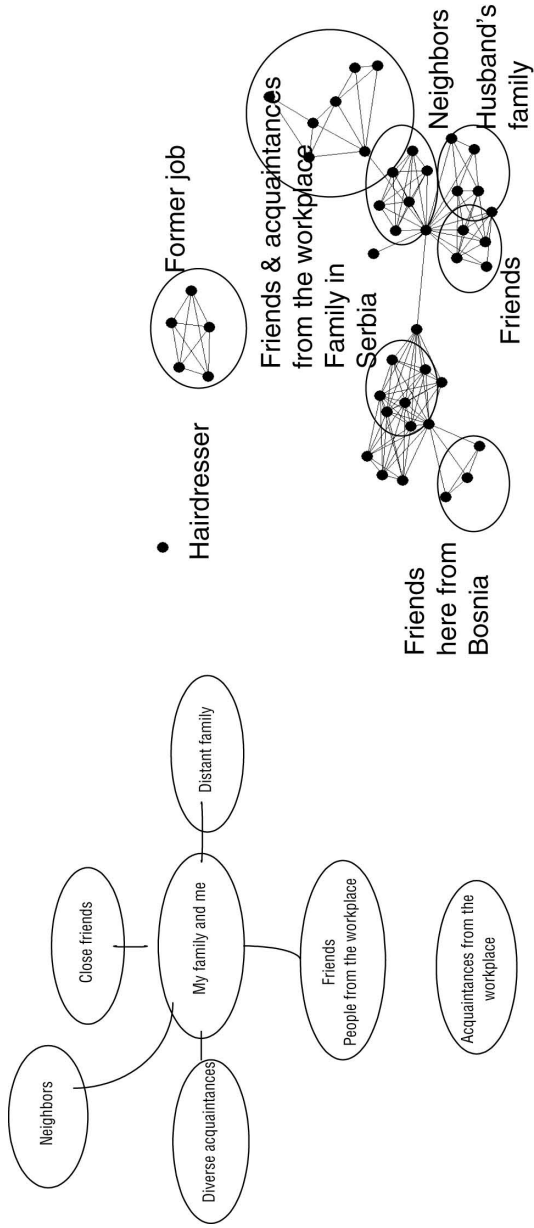 Neighbors
Close friends
Diverse acquaintances
My family and me
Distant family
Friends
People from the workplace
Acquaintances from the
workplace
Former job
Hairdresser
Friends & acquaintances
from the workplace
Family in
Serbia
Friends
here from
Bosnia
Neighbors
Husband's
family
Friends